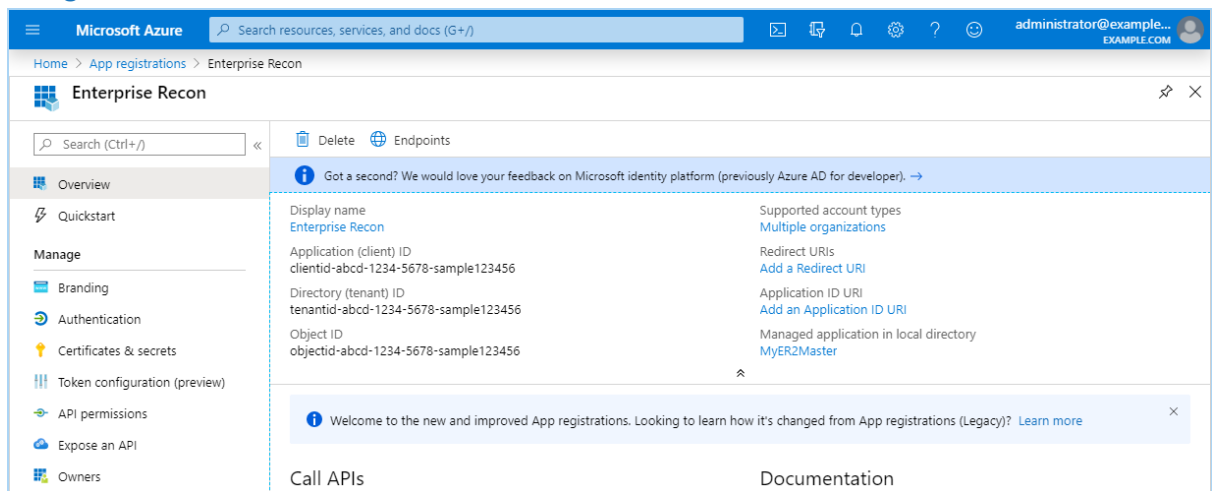 Microsoft Azure
Search resources, services, and docs (G+/)
administrator@example...
EXAMPLE.COM
Home > App registrations > Enterprise Recon
Enterprise Recon
Search (Ctrl+/)
Delete
Endpoints
Got a second? We would love your feedback on Microsoft identity platform (previously Azure AD for developer). →
Overview
Quickstart
Manage
Branding
Authentication
Certificates & secrets
Token configuration (preview)
API permissions
Expose an API
Owners
Display name
Enterprise Recon
Application (client) ID
clientid-abcd-1234-5678-sample123456
Directory (tenant) ID
tenantid-abcd-1234-5678-sample123456
Object ID
objectid-abcd-1234-5678-sample123456
Supported account types
Multiple organizations
Redirect URIs
Add a Redirect URI
Application ID URI
Add an Application ID URI
Managed application in local directory
MyER2Master
Welcome to the new and improved App registrations. Looking to learn how it's changed from App registrations (Legacy)? Learn more
Call APIs
Documentation